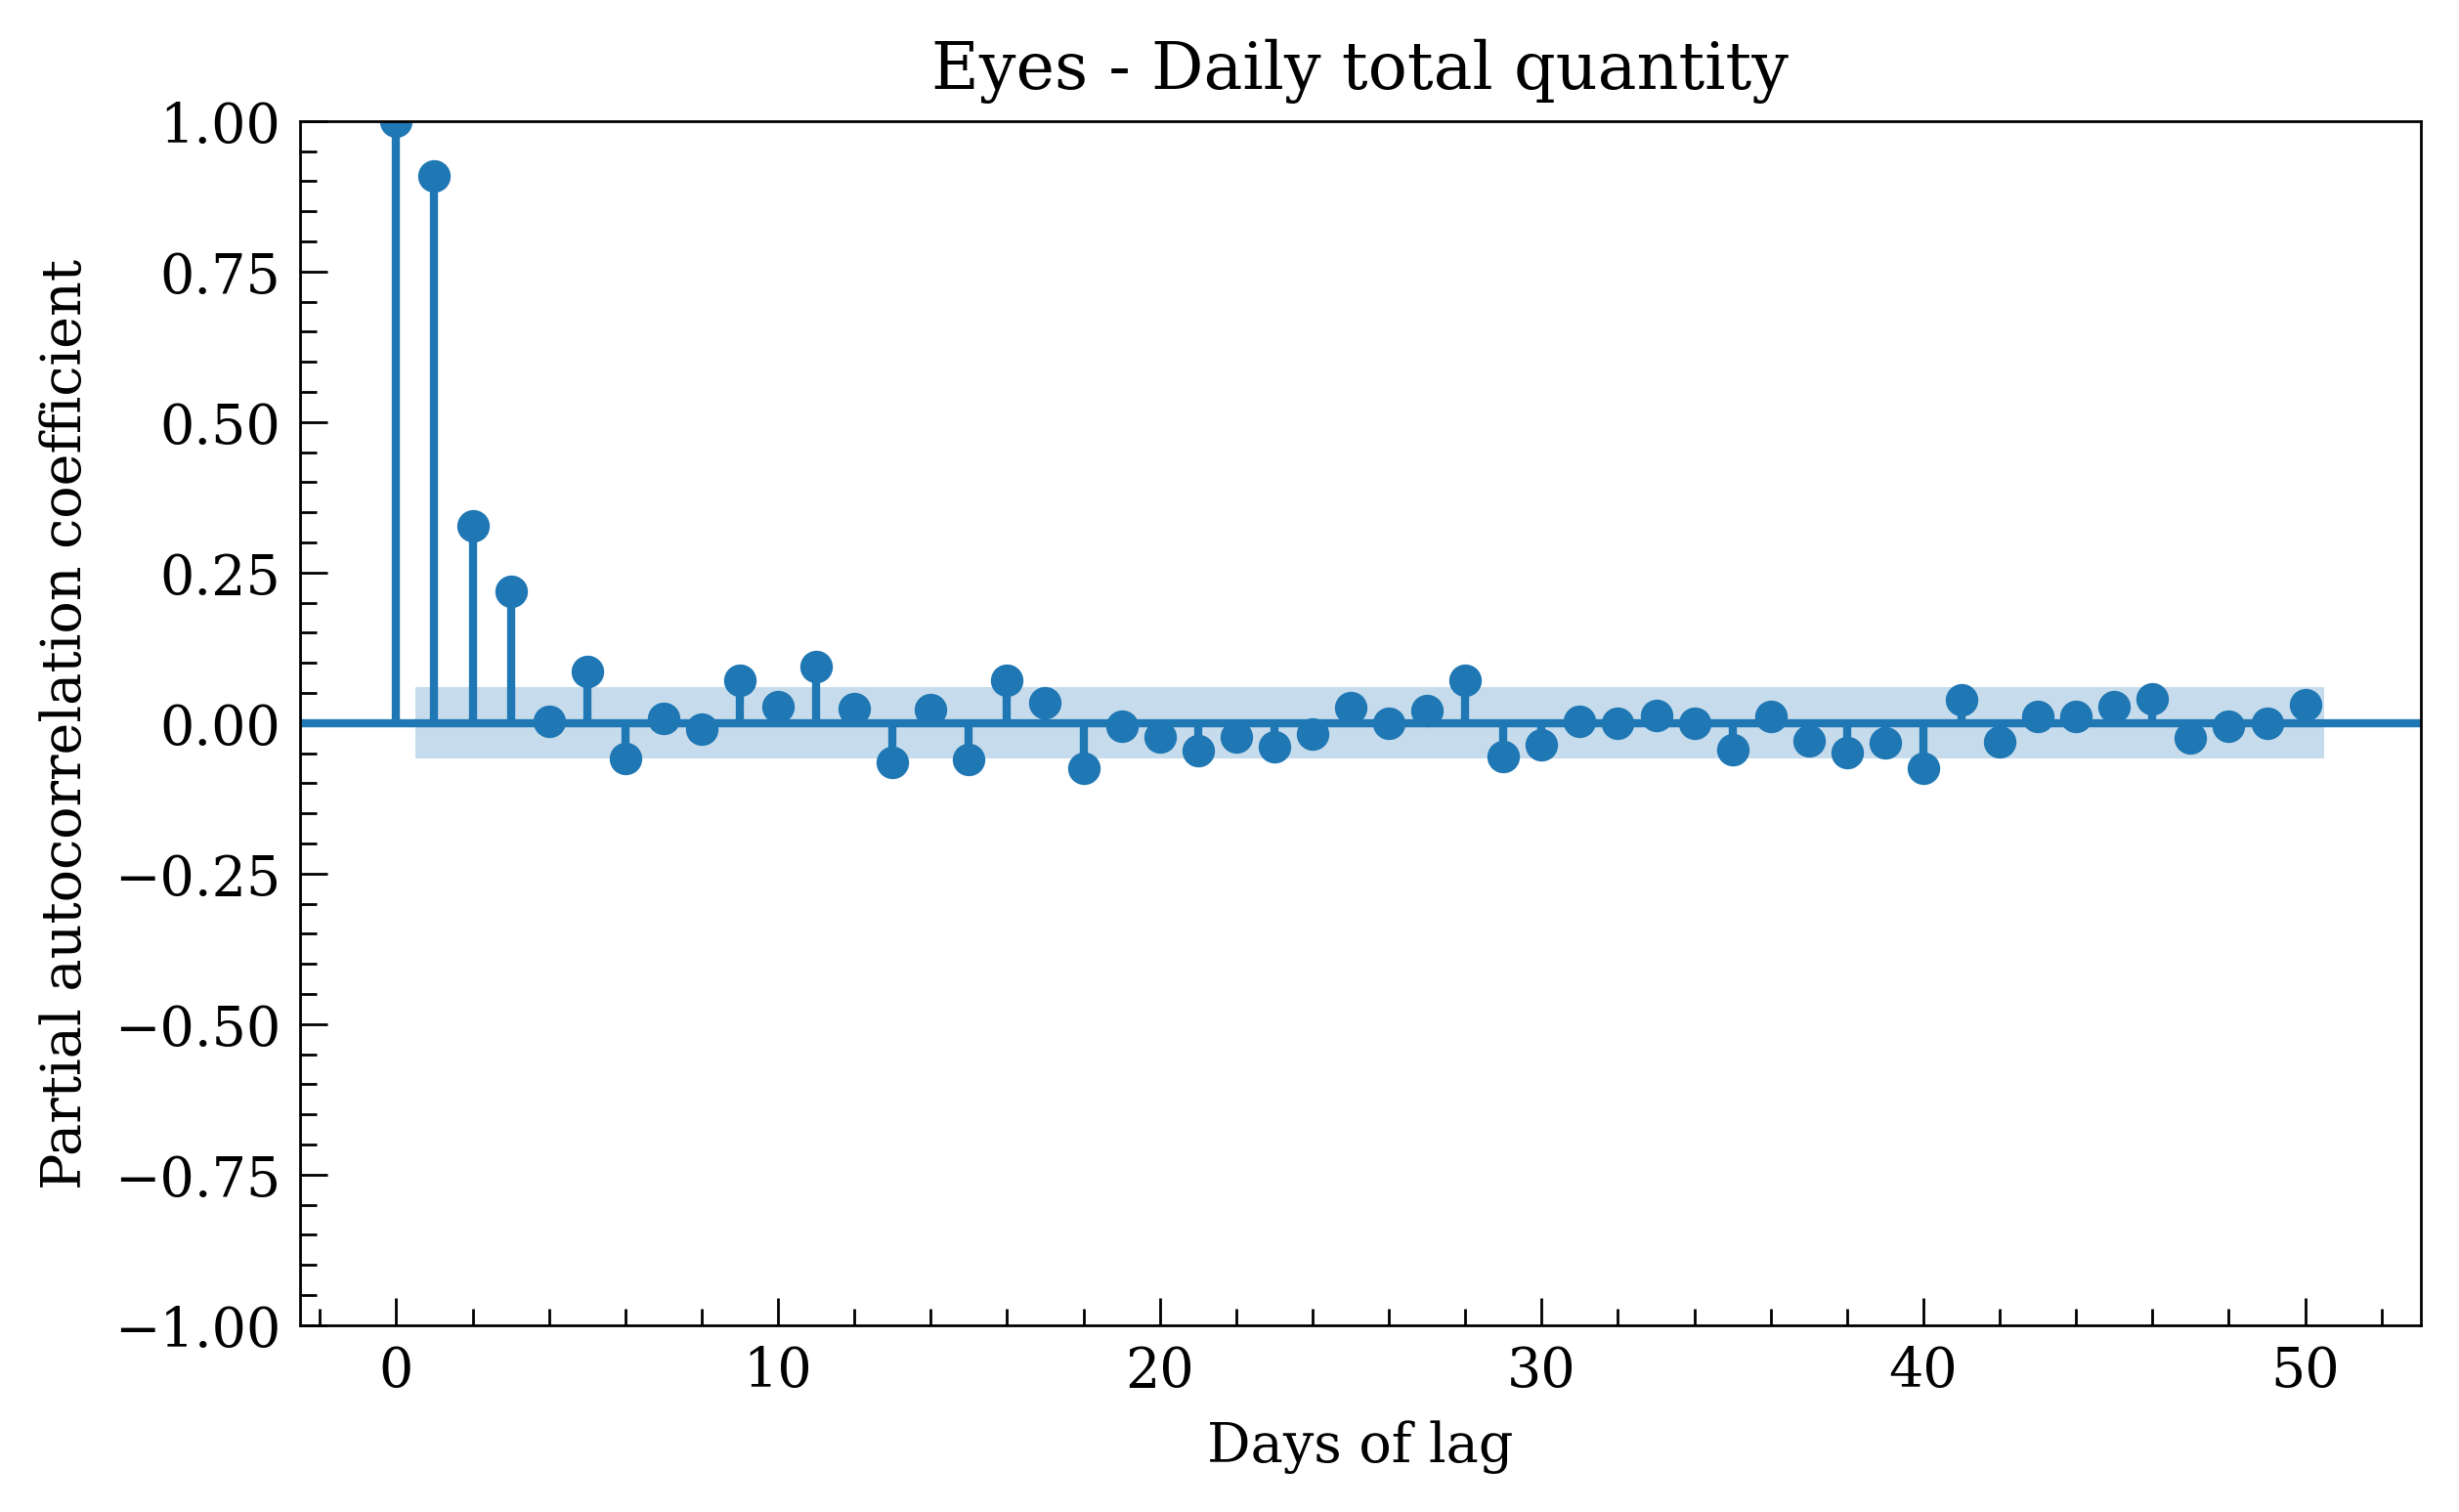 Eyes - Daily total quantity
Partial autocorrelation coefficient
1.00
0.75
0.50
0.25
0.00
−0.25
−0.50
−0.75
−1.00
0 10 20 30 40 50
Days of lag